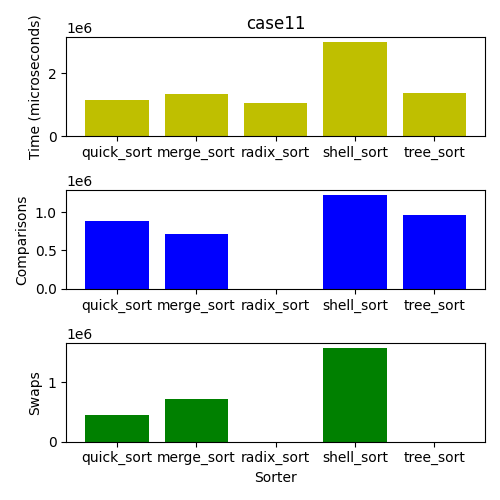 case11
1e6
Time (microseconds)
2
0
quick_sort merge_sort radix_sort shell_sort tree_sort
1e6
Comparisons
1.0
0.5
0.0
quick_sort merge_sort radix_sort shell_sort tree_sort
1e6
Swaps
1
0
quick_sort merge_sort radix_sort shell_sort tree_sort
Sorter